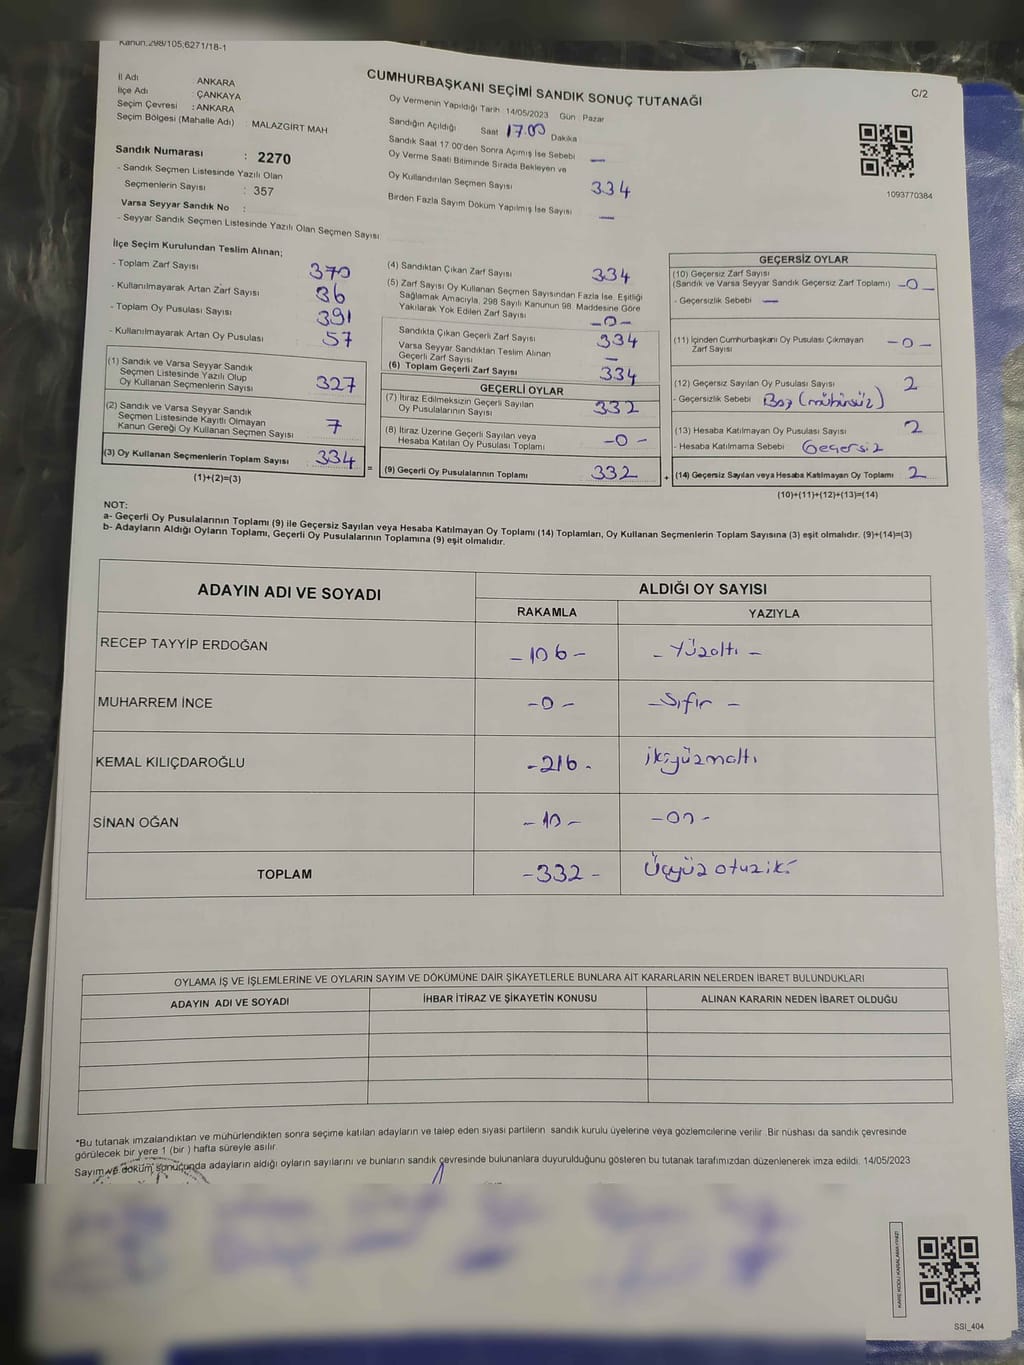 Kanun:298/105;6271/18-1
CUMHURBAŞKANI SEÇİMİ SANDIK SONUÇ TUTANAĞI
C/2
İl Adı : ANKARA
İlçe Adı : ÇANKAYA
Seçim Çevresi : ANKARA
Seçim Bölgesi (Mahalle Adı) : MALAZGİRT MAH
Sandık Numarası : 2270
- Sandık Seçmen Listesinde Yazılı Olan
Seçmenlerin Sayısı : 357
Varsa Seyyar Sandık No :
- Seyyar Sandık Seçmen Listesinde Yazılı Olan Seçmen Sayısı
Oy Vermenin Yapıldığı Tarih : 14/05/2023 Gün : Pazar
Sandığın Açıldığı Saat 17.00 Dakika
Sandık Saat 17.00'den Sonra Açımış İse Sebebi —
Oy Verme Saati Bitiminde Sırada Bekleyen ve
Oy Kullandırılan Seçmen Sayısı 334
Birden Fazla Sayım Döküm Yapılmış İse Sayısı —
1093770384
İlçe Seçim Kurulundan Teslim Alınan;
- Toplam Zarf Sayısı 370
- Kullanılmayarak Artan Zarf Sayısı 36
- Toplam Oy Pusulası Sayısı 391
- Kullanılmayarak Artan Oy Pusulası 57
(1) Sandık ve Varsa Seyyar Sandık
Seçmen Listesinde Yazılı Olup
Oy Kullanan Seçmenlerin Sayısı 327
(2) Sandık ve Varsa Seyyar Sandık
Seçmen Listesinde Kayıtlı Olmayan
Kanun Gereği Oy Kullanan Seçmen Sayısı 7
(3) Oy Kullanan Seçmenlerin Toplam Sayısı 334 =
(1)+(2)=(3)
(4) Sandıktan Çıkan Zarf Sayısı 334
(5) Zarf Sayısı Oy Kullanan Seçmen Sayısından Fazla İse, Eşitliği
Sağlamak Amacıyla, 298 Sayılı Kanunun 98. Maddesine Göre
Yakılarak Yok Edilen Zarf Sayısı -0-
Sandıkta Çıkan Geçerli Zarf Sayısı 334
Varsa Seyyar Sandıktan Teslim Alınan
Geçerli Zarf Sayısı —
(6) Toplam Geçerli Zarf Sayısı 334
GEÇERLİ OYLAR
(7) İtiraz Edilmeksizin Geçerli Sayılan
Oy Pusulalarının Sayısı 332
(8) İtiraz Üzerine Geçerli Sayılan veya
Hesaba Katılan Oy Pusulası Toplamı -0-
(9) Geçerli Oy Pusulalarının Toplamı 332 +
GEÇERSİZ OYLAR
(10) Geçersiz Zarf Sayısı
(Sandık ve Varsa Seyyar Sandık Geçersiz Zarf Toplamı) -0-
- Geçersizlik Sebebi —
(11) İçinden Cumhurbaşkanı Oy Pusulası Çıkmayan
Zarf Sayısı -0-
(12) Geçersiz Sayılan Oy Pusulası Sayısı 2
- Geçersizlik Sebebi Boş (mühürsüz)
(13) Hesaba Katılmayan Oy Pusulası Sayısı 2
- Hesaba Katılmama Sebebi Geçersiz
(14) Geçersiz Sayılan veya Hesaba Katılmayan Oy Toplamı 2
(10)+(11)+(12)+(13)=(14)
NOT:
a- Geçerli Oy Pusulalarının Toplamı (9) ile Geçersiz Sayılan veya Hesaba Katılmayan Oy Toplamı (14) Toplamları, Oy Kullanan Seçmenlerin Toplam Sayısına (3) eşit olmalıdır. (9)+(14)=(3)
b- Adayların Aldığı Oyların Toplamı, Geçerli Oy Pusulalarının Toplamına (9) eşit olmalıdır.
ADAYIN ADI VE SOYADI ALDIĞI OY SAYISI
RAKAMLA YAZIYLA
RECEP TAYYİP ERDOĞAN -106- - Yüzaltı -
MUHARREM İNCE -0- -Sıfır -
KEMAL KILIÇDAROĞLU -216- ikiyüzonaltı
SİNAN OĞAN -10- -On-
TOPLAM -332- Üçyüzotuziki
OYLAMA İŞ VE İŞLEMLERİNE VE OYLARIN SAYIM VE DÖKÜMÜNE DAİR ŞİKAYETLERLE BUNLARA AİT KARARLARIN NELERDEN İBARET BULUNDUKLARI
ADAYIN ADI VE SOYADI İHBAR İTİRAZ VE ŞİKAYETİN KONUSU ALINAN KARARIN NEDEN İBARET OLDUĞU
*Bu tutanak imzalandıktan ve mühürlendikten sonra seçime katılan adayların ve talep eden siyasi partilerin sandık kurulu üyelerine veya gözlemcilerine verilir. Bir nüshası da sandık çevresinde
görülecek bir yere 1 (bir ) hafta süreyle asılır.
Sayım ve döküm sonucunda adayların aldığı oyların sayılarını ve bunların sandık çevresinde bulunanlara duyurulduğunu gösteren bu tutanak tarafımızdan düzenlenerek imza edildi. 14/05/2023
KARE KODU KARALAMAYINIZ!
SSI_404